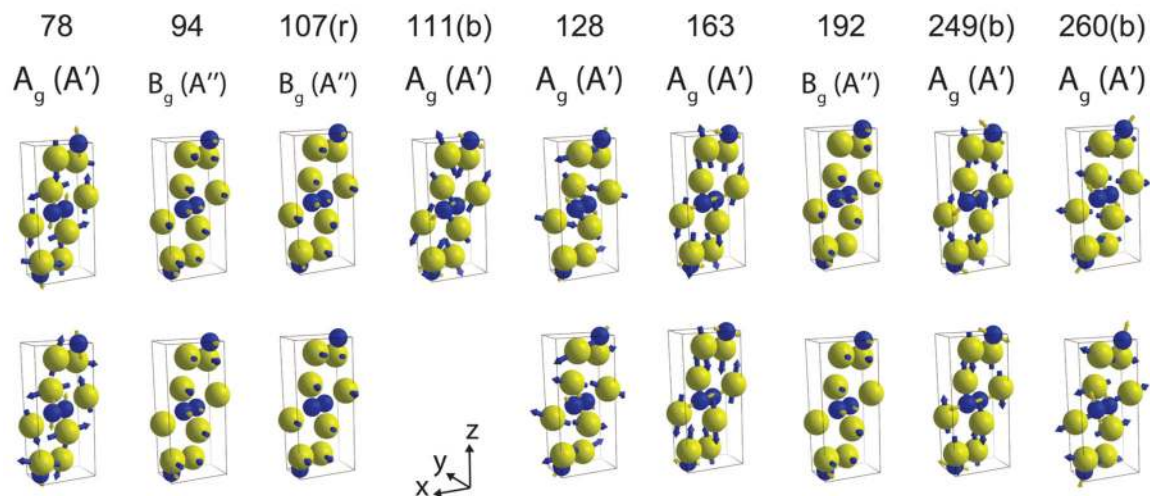 78 94 107(r) 111(b) 128 163 192 249(b) 260(b)
A_g (A') B_g (A'') B_g (A'') A_g (A') A_g (A') A_g (A') B_g (A'') A_g (A') A_g (A')
z
y
x